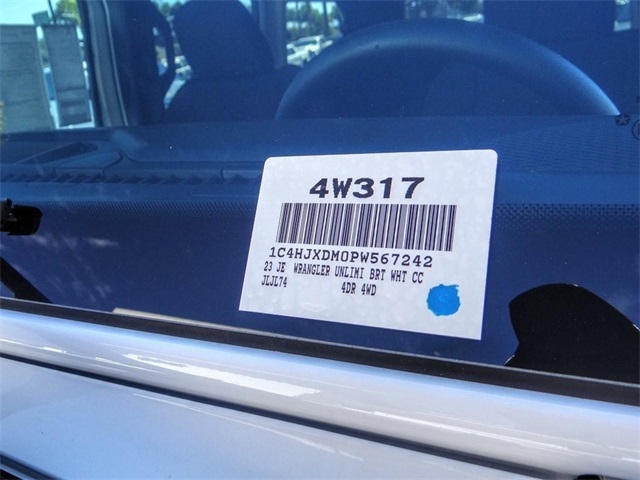 4W317
1C4HJXDM0PW567242
23 JE WRANGLER UNLIMI BRT WHT CC
JLJL74 4DR 4WD